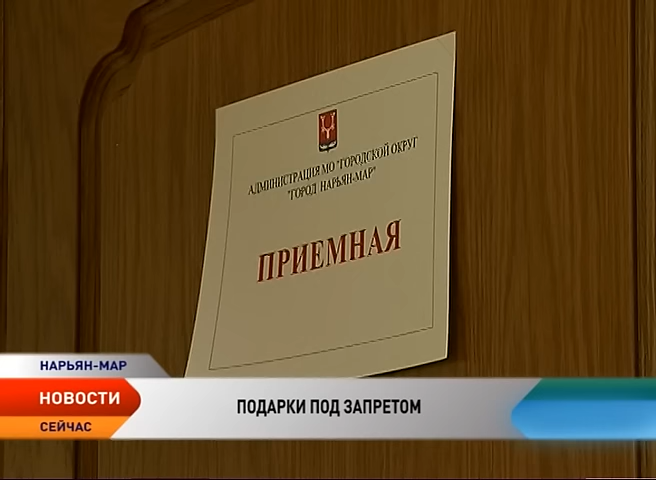 АДМИНИСТРАЦИЯ МО "ГОРОДСКОЙ ОКРУГ
"ГОРОД НАРЬЯН-МАР"
ПРИЕМНАЯ
НАРЬЯН-МАР
НОВОСТИ
СЕЙЧАС
ПОДАРКИ ПОД ЗАПРЕТОМ